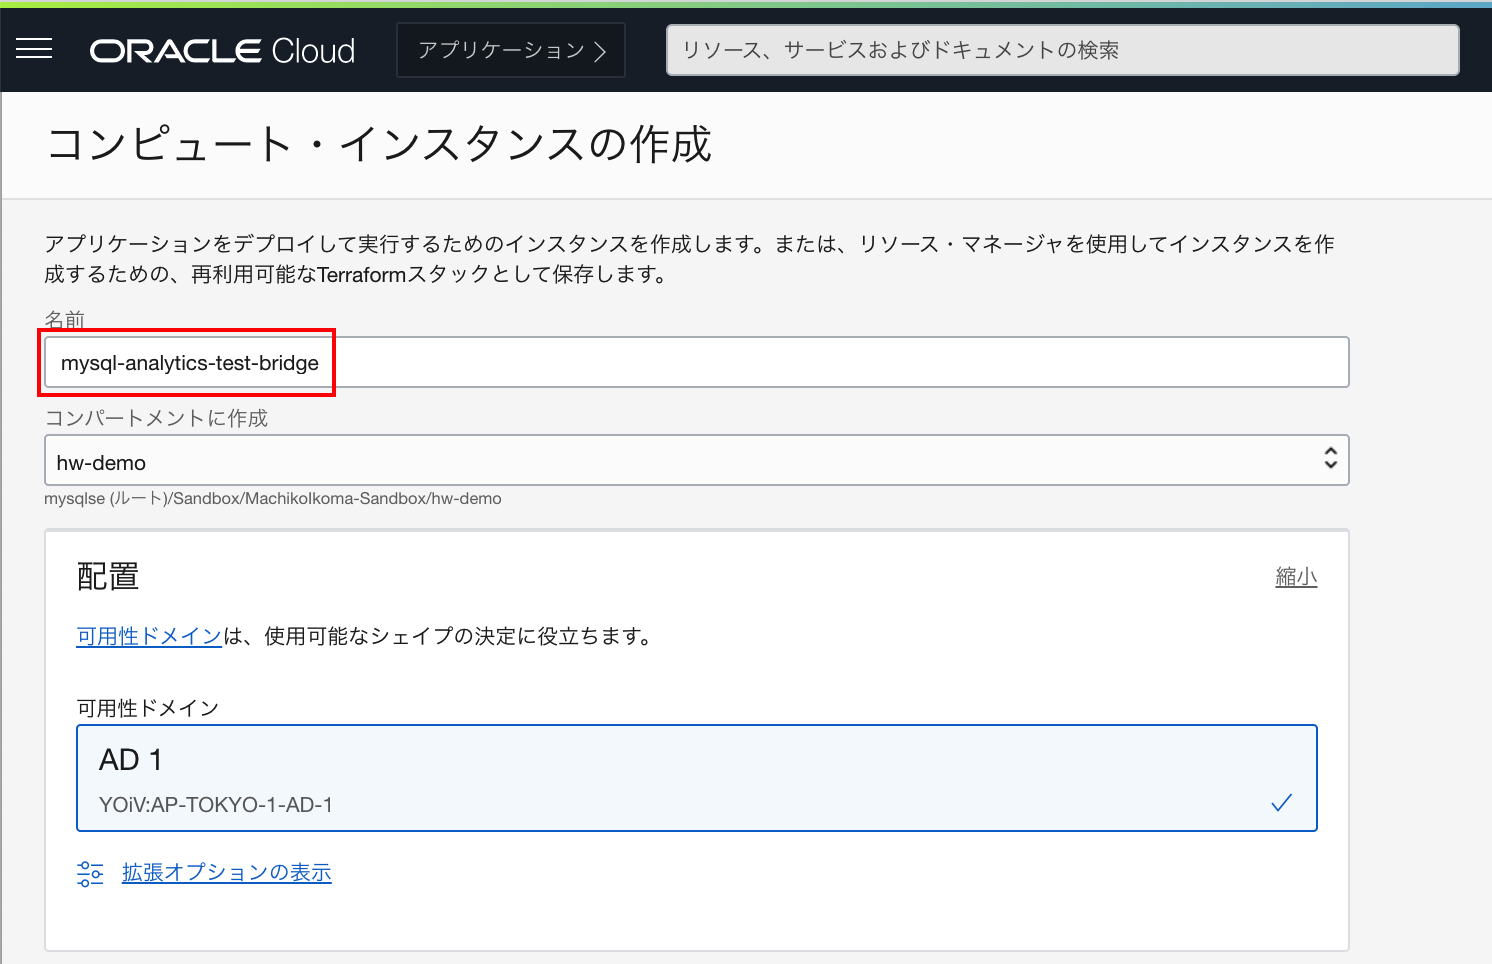 ORACLE Cloud
アプリケーション
リソース、サービスおよびドキュメントの検索
コンピュート・インスタンスの作成
アプリケーションをデプロイして実行するためのインスタンスを作成します。または、リソース・マネージャを使用してインスタンスを作
成するための、再利用可能なTerraformスタックとして保存します。
名前
mysql-analytics-test-bridge
コンパートメントに作成
hw-demo
mysqlse (ルート)/Sandbox/MachikoIkoma-Sandbox/hw-demo
配置
縮小
可用性ドメインは、使用可能なシェイプの決定に役立ちます。
可用性ドメイン
AD 1
YOiV:AP-TOKYO-1-AD-1
拡張オプションの表示